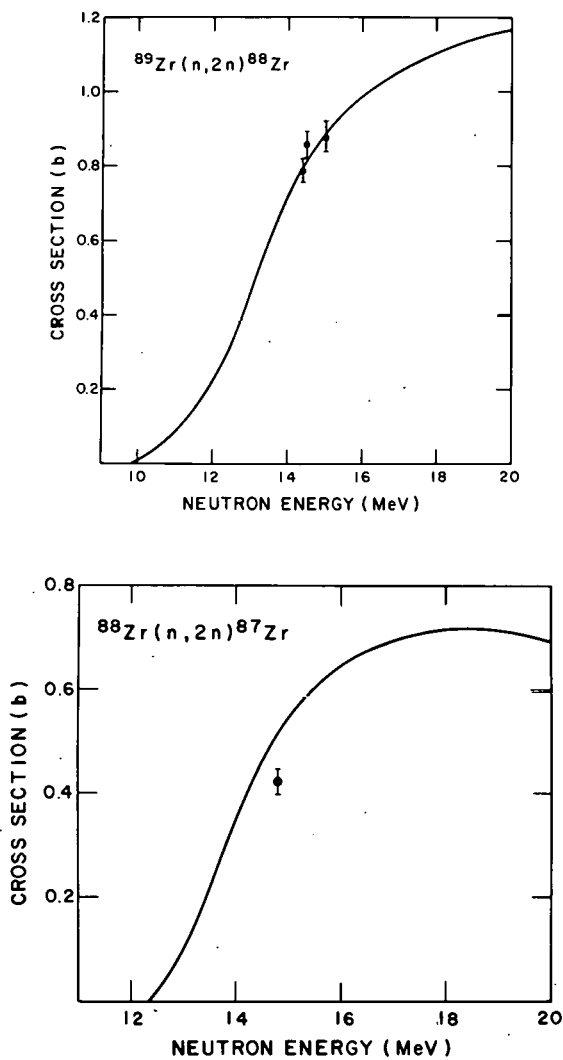 1.2
⁸⁹Zr(n,2n)⁸⁸Zr
1.0
0.8
0.6
0.4
0.2
CROSS SECTION (b)
10 12 14 16 18 20
NEUTRON ENERGY (MeV)
0.8
⁸⁸Zr(n,2n)⁸⁷Zr
0.6
0.4
0.2
CROSS SECTION (b)
12 14 16 18 20
NEUTRON ENERGY (MeV)